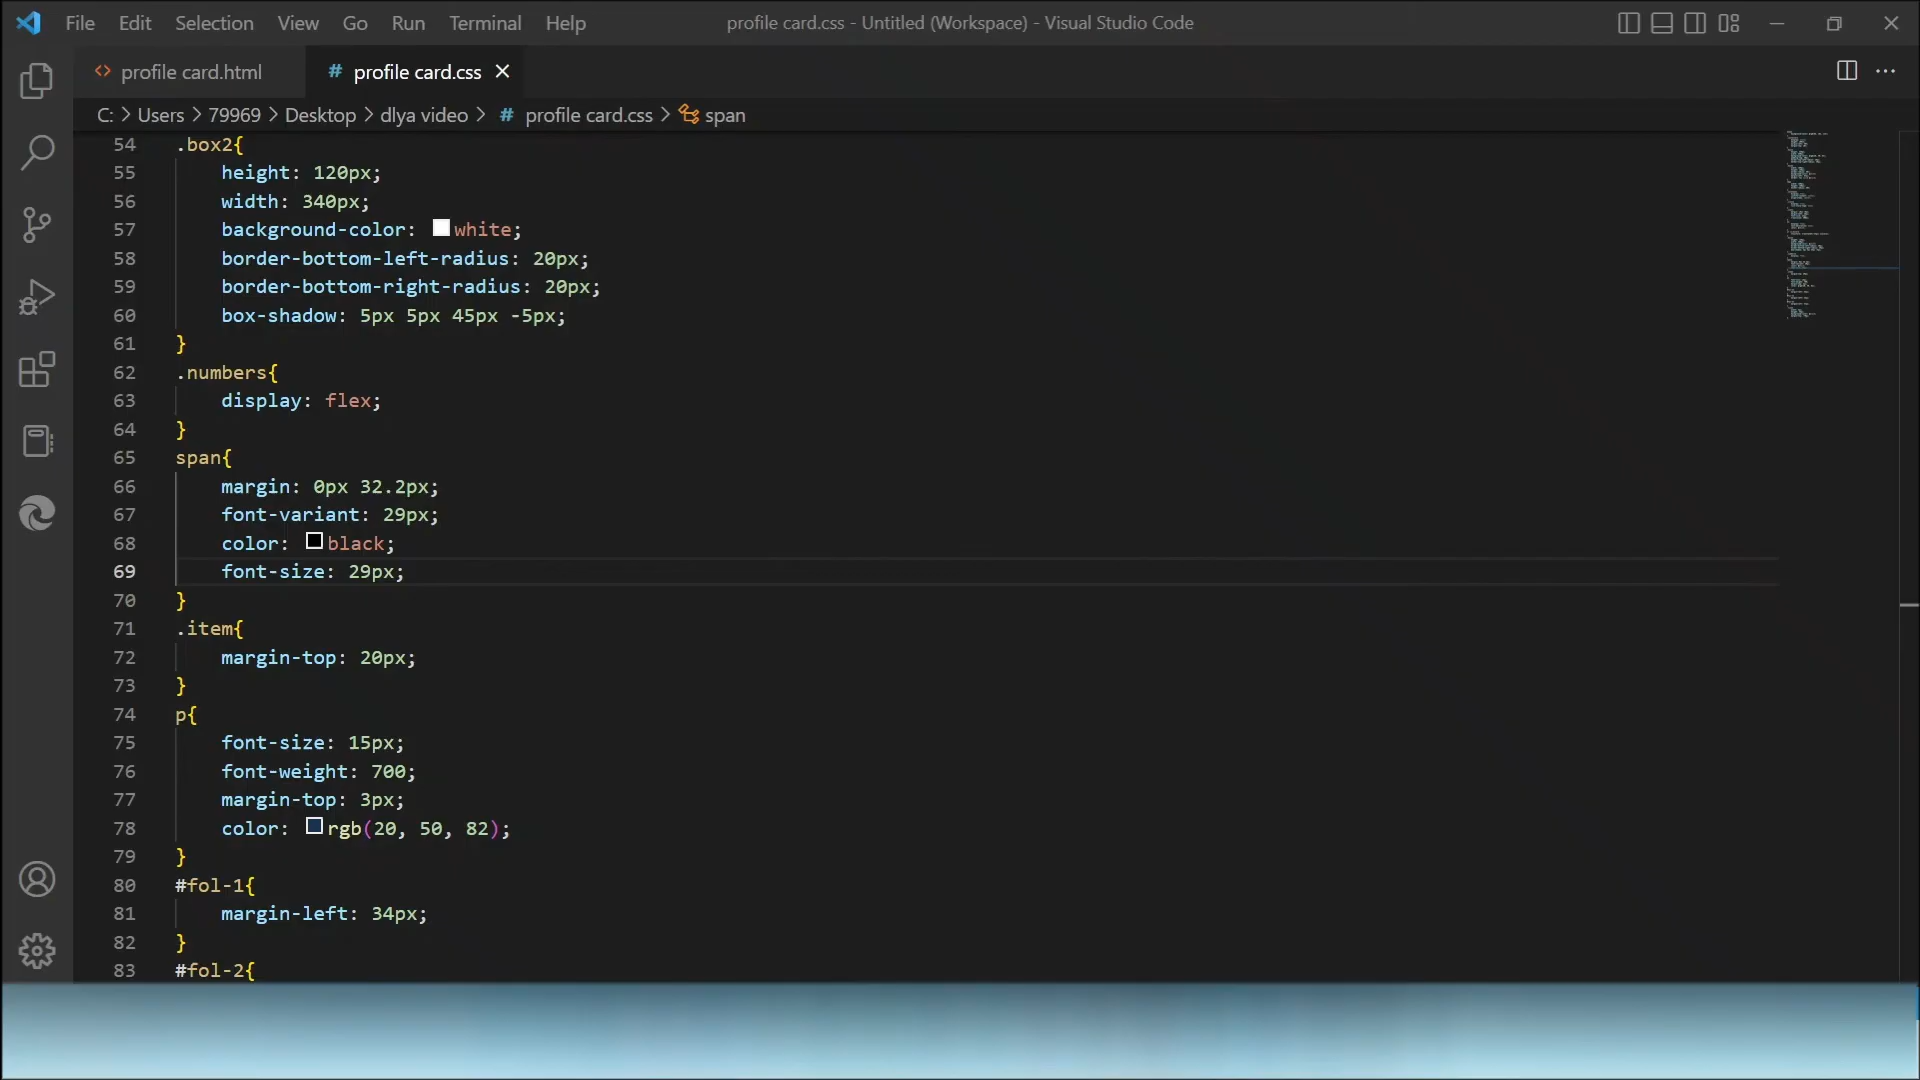 File Edit Selection View Go Run Terminal Help profile card.css - Untitled (Workspace) - Visual Studio Code
<> profile card.html # profile card.css
C: > Users > 79969 > Desktop > dlya video > # profile card.css > span
54 .box2{
55 height: 120px;
56 width: 340px;
57 background-color: white;
58 border-bottom-left-radius: 20px;
59 border-bottom-right-radius: 20px;
60 box-shadow: 5px 5px 45px -5px;
61 }
62 .numbers{
63 display: flex;
64 }
65 span{
66 margin: 0px 32.2px;
67 font-variant: 29px;
68 color: black;
69 font-size: 29px;
70 }
71 .item{
72 margin-top: 20px;
73 }
74 p{
75 font-size: 15px;
76 font-weight: 700;
77 margin-top: 3px;
78 color: rgb(20, 50, 82);
79 }
80 #fol-1{
81 margin-left: 34px;
82 }
83 #fol-2{